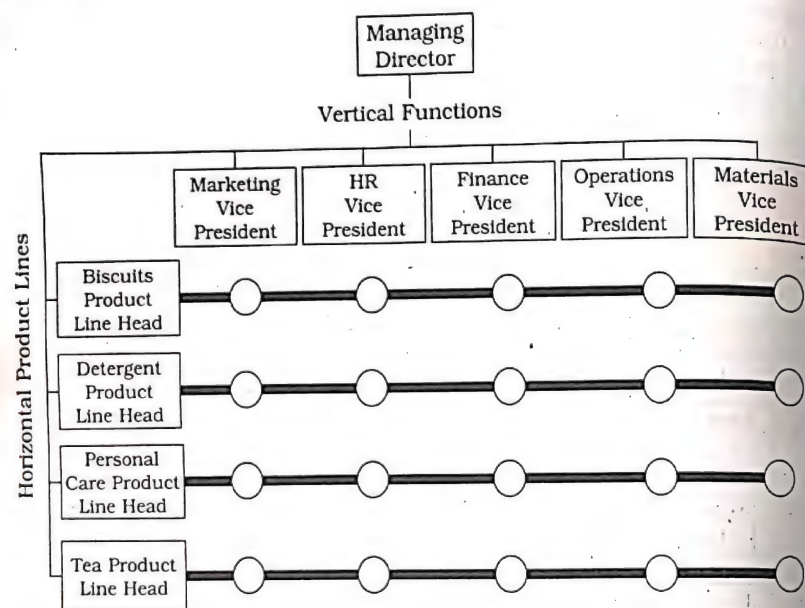 Managing
Director
Vertical Functions
Marketing
Vice
President
HR
Vice
President
Finance
Vice
President
Operations
Vice
President
Materials
Vice
President
Horizontal Product Lines
Biscuits
Product
Line Head
Detergent
Product
Line Head
Personal
Care Product
Line Head
Tea Product
Line Head